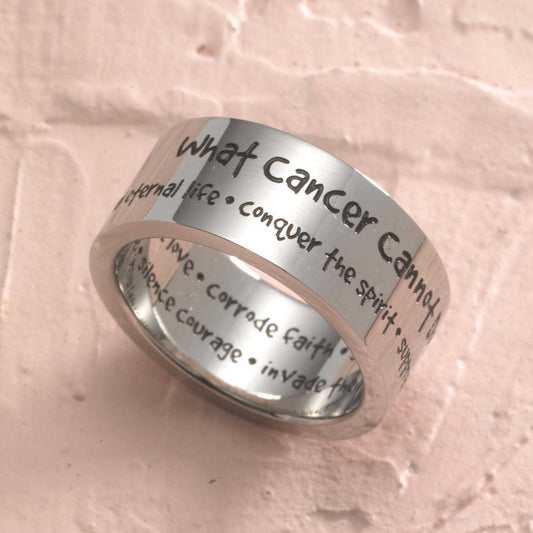 What Cancer Cannot
eternal life • conquer the spirit •
love • corrode faith •
• silence courage • invade the